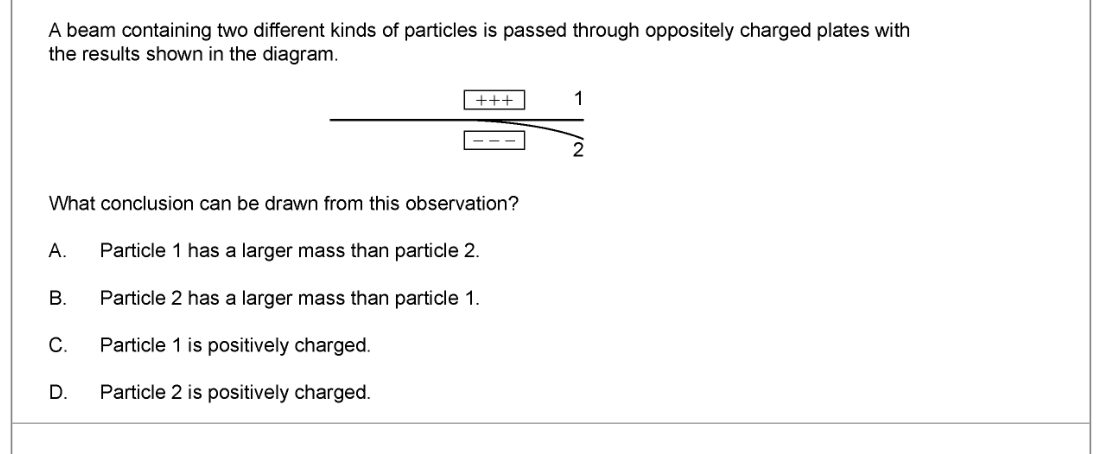 A beam containing two different kinds of particles is passed through oppositely charged plates with
the results shown in the diagram.
+++ 1
– – – 2
What conclusion can be drawn from this observation?
A. Particle 1 has a larger mass than particle 2.
B. Particle 2 has a larger mass than particle 1.
C. Particle 1 is positively charged.
D. Particle 2 is positively charged.